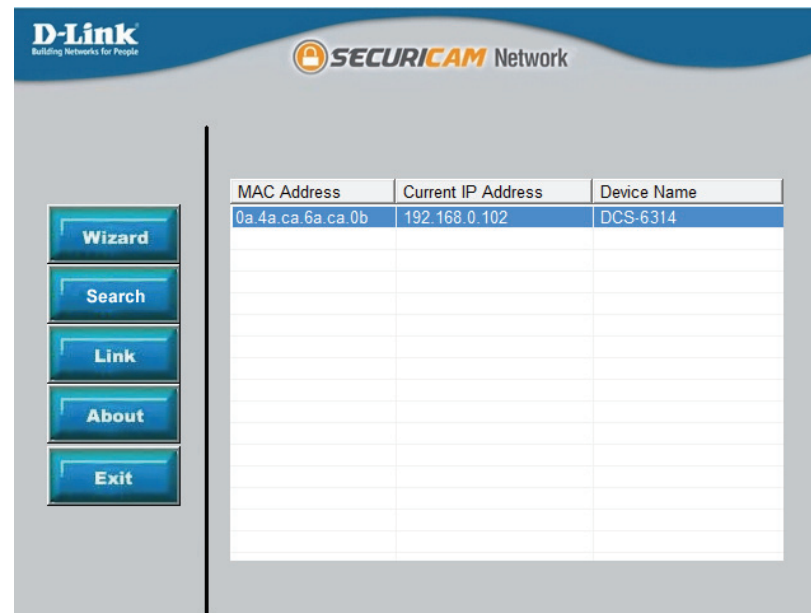 D-Link
Building Networks for People
SECURICAM Network
MAC Address Current IP Address Device Name
0a.4a.ca.6a.ca.0b 192.168.0.102 DCS-6314
Wizard
Search
Link
About
Exit